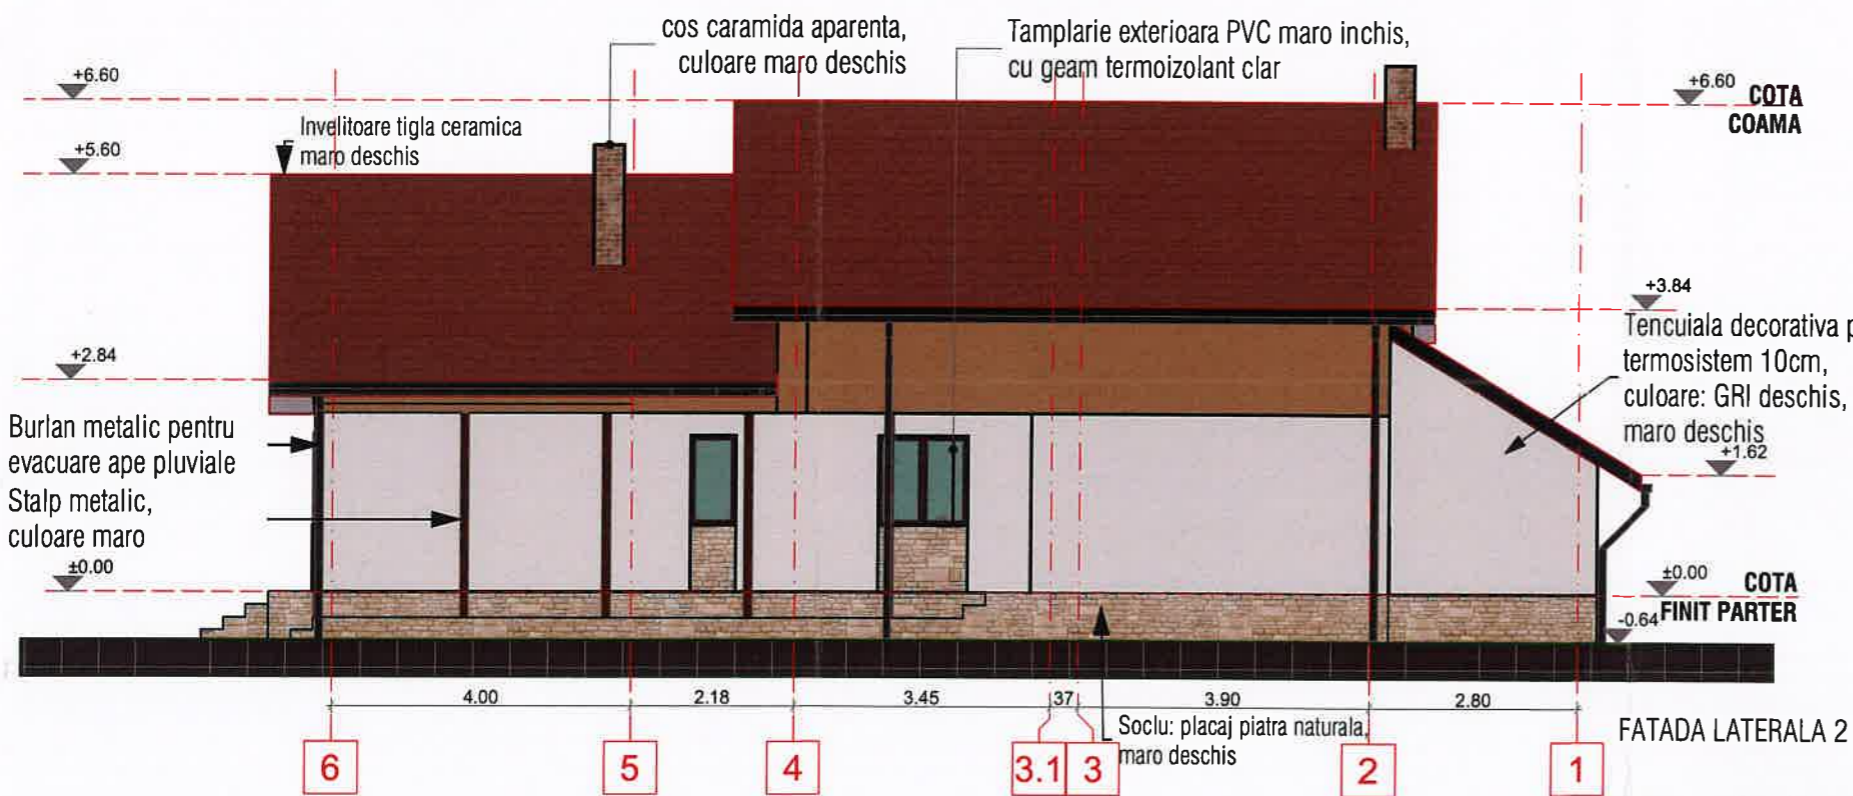 cos caramida aparenta,
culoare maro deschis
Tamplarie exterioara PVC maro inchis,
cu geam termoizolant clar
+6.60
+6.60 COTA
COAMA
Invelitoare tigla ceramica
maro deschis
+5.60
+3.84
Tencuiala decorativa
termosistem 10cm,
culoare: GRI deschis,
maro deschis
+2.84
+1.62
Burlan metalic pentru
evacuare ape pluviale
Stalp metalic,
culoare maro
±0.00
±0.00 COTA
-0.64 FINIT PARTER
4.00 2.18 3.45 37 3.90 2.80
Soclu: placaj piatra naturala,
maro deschis
FATADA LATERALA 2
6 5 4 3.1 3 2 1